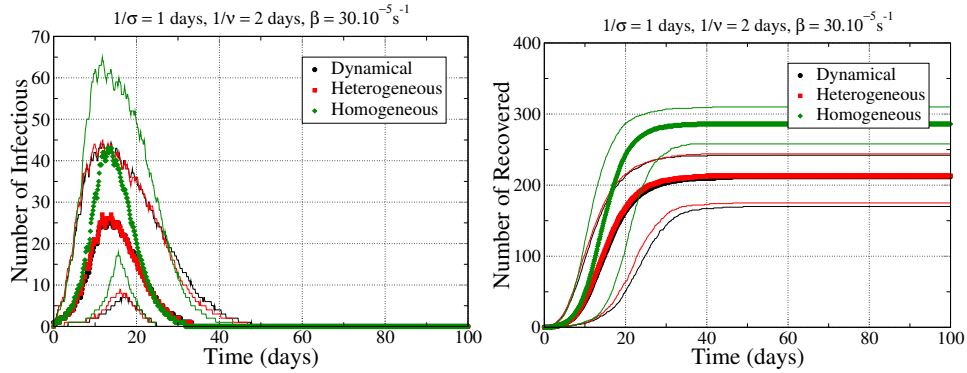 1/σ = 1 days, 1/ν = 2 days, β = 30.10⁻⁵s⁻¹
70
60
50
40
30
20
10
0
Number of Infectious
Dynamical
Heterogeneous
Homogeneous
0 20 40 60 80 100
Time (days)
1/σ = 1 days, 1/ν = 2 days, β = 30.10⁻⁵s⁻¹
400
300
200
100
0
Number of Recovered
Dynamical
Heterogeneous
Homogeneous
0 20 40 60 80 100
Time (days)